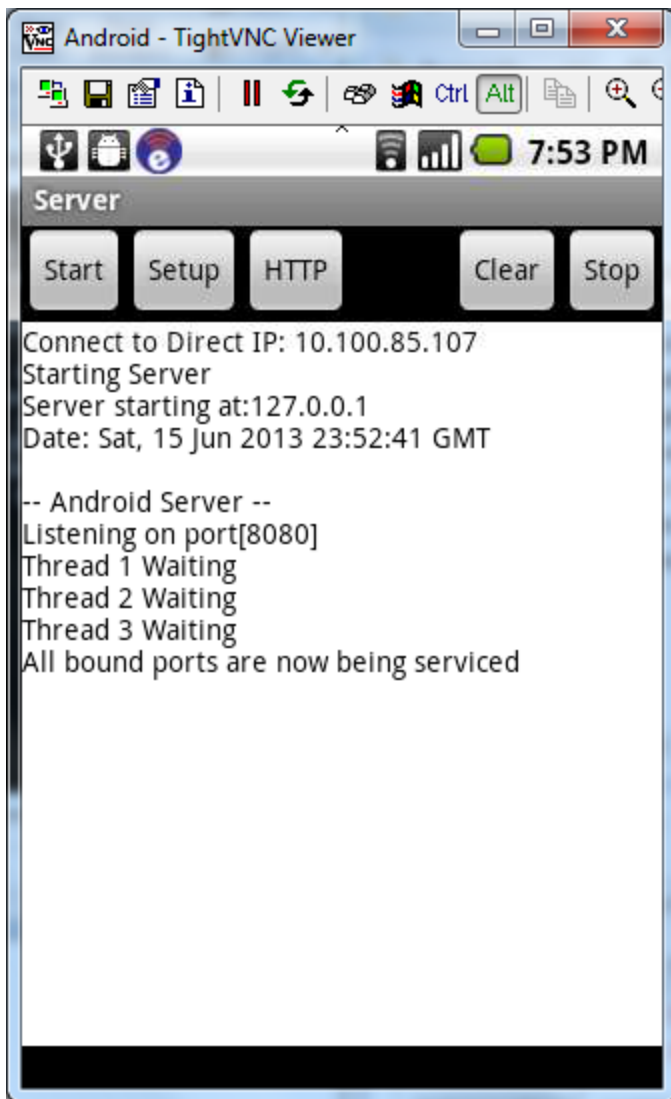 Android - TightVNC Viewer
Ctrl Alt
7:53 PM
Server
Start Setup HTTP Clear Stop
Connect to Direct IP: 10.100.85.107
Starting Server
Server starting at:127.0.0.1
Date: Sat, 15 Jun 2013 23:52:41 GMT
-- Android Server --
Listening on port[8080]
Thread 1 Waiting
Thread 2 Waiting
Thread 3 Waiting
All bound ports are now being serviced